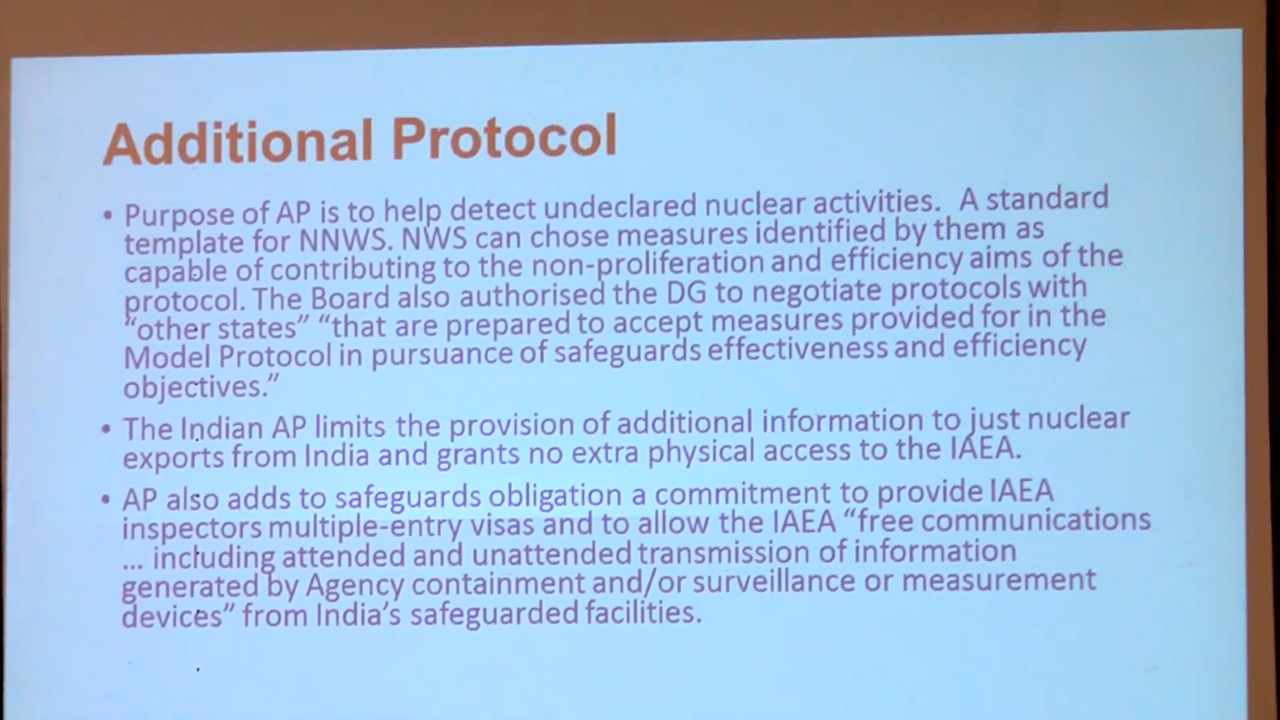 Additional Protocol
• Purpose of AP is to help detect undeclared nuclear activities. A standard
template for NNWS. NWS can chose measures identified by them as
capable of contributing to the non-proliferation and efficiency aims of the
protocol. The Board also authorised the DG to negotiate protocols with
“other states” “that are prepared to accept measures provided for in the
Model Protocol in pursuance of safeguards effectiveness and efficiency
objectives.”
• The Indian AP limits the provision of additional information to just nuclear
exports from India and grants no extra physical access to the IAEA.
• AP also adds to safeguards obligation a commitment to provide IAEA
inspectors multiple-entry visas and to allow the IAEA “free communications
... including attended and unattended transmission of information
generated by Agency containment and/or surveillance or measurement
devices” from India’s safeguarded facilities.